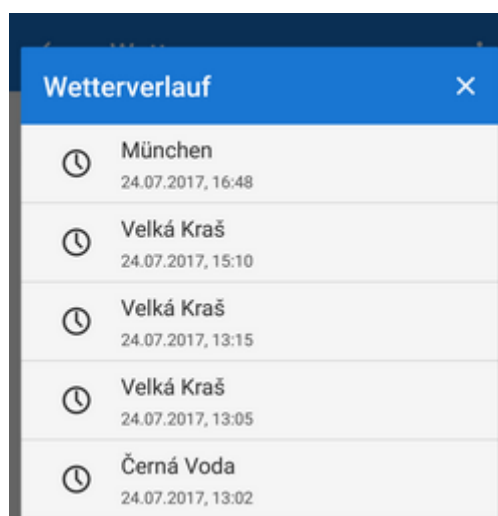 Wetterverlauf
München
24.07.2017, 16:48
Velká Kraš
24.07.2017, 15:10
Velká Kraš
24.07.2017, 13:15
Velká Kraš
24.07.2017, 13:05
Černá Voda
24.07.2017, 13:02